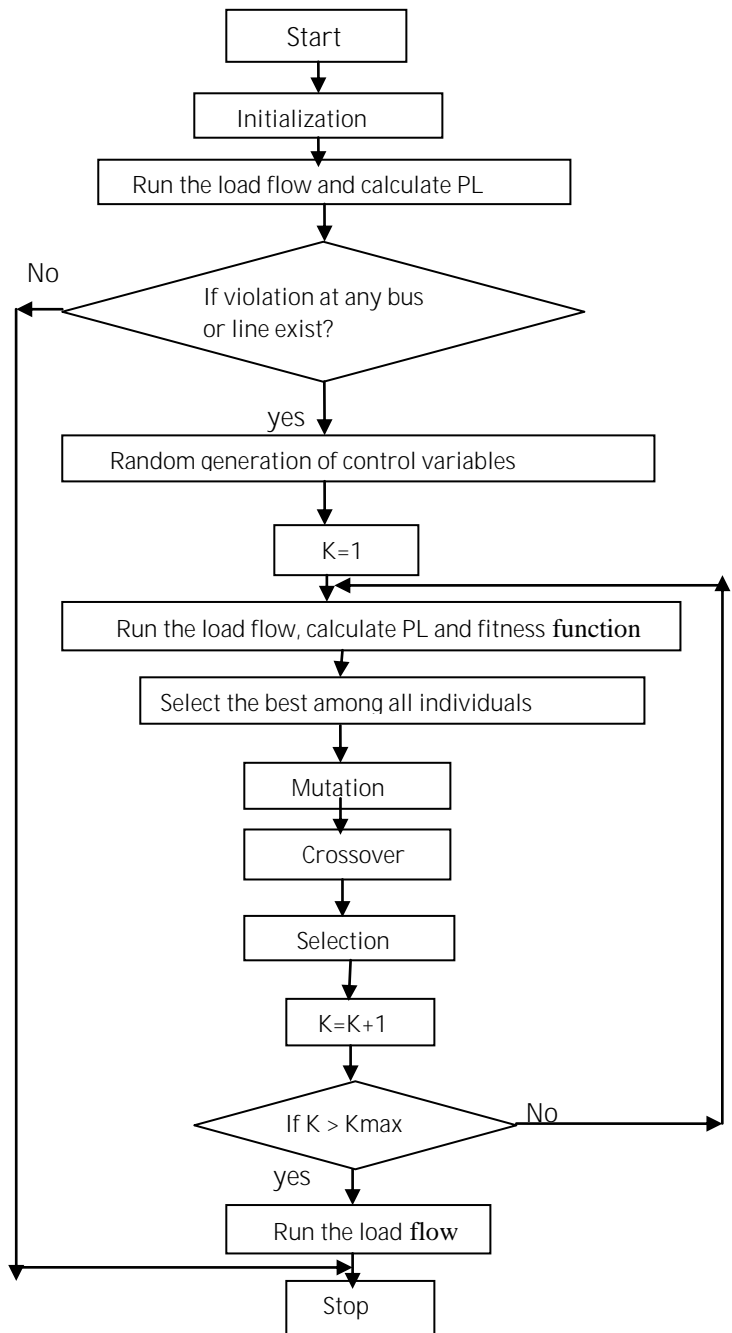 Start
Initialization
Run the load flow and calculate PL
No
If violation at any bus
or line exist?
yes
Random generation of control variables
K=1
Run the load flow, calculate PL and fitness function
Select the best among all individuals
Mutation
Crossover
Selection
K=K+1
If K > Kmax
No
yes
Run the load flow
Stop